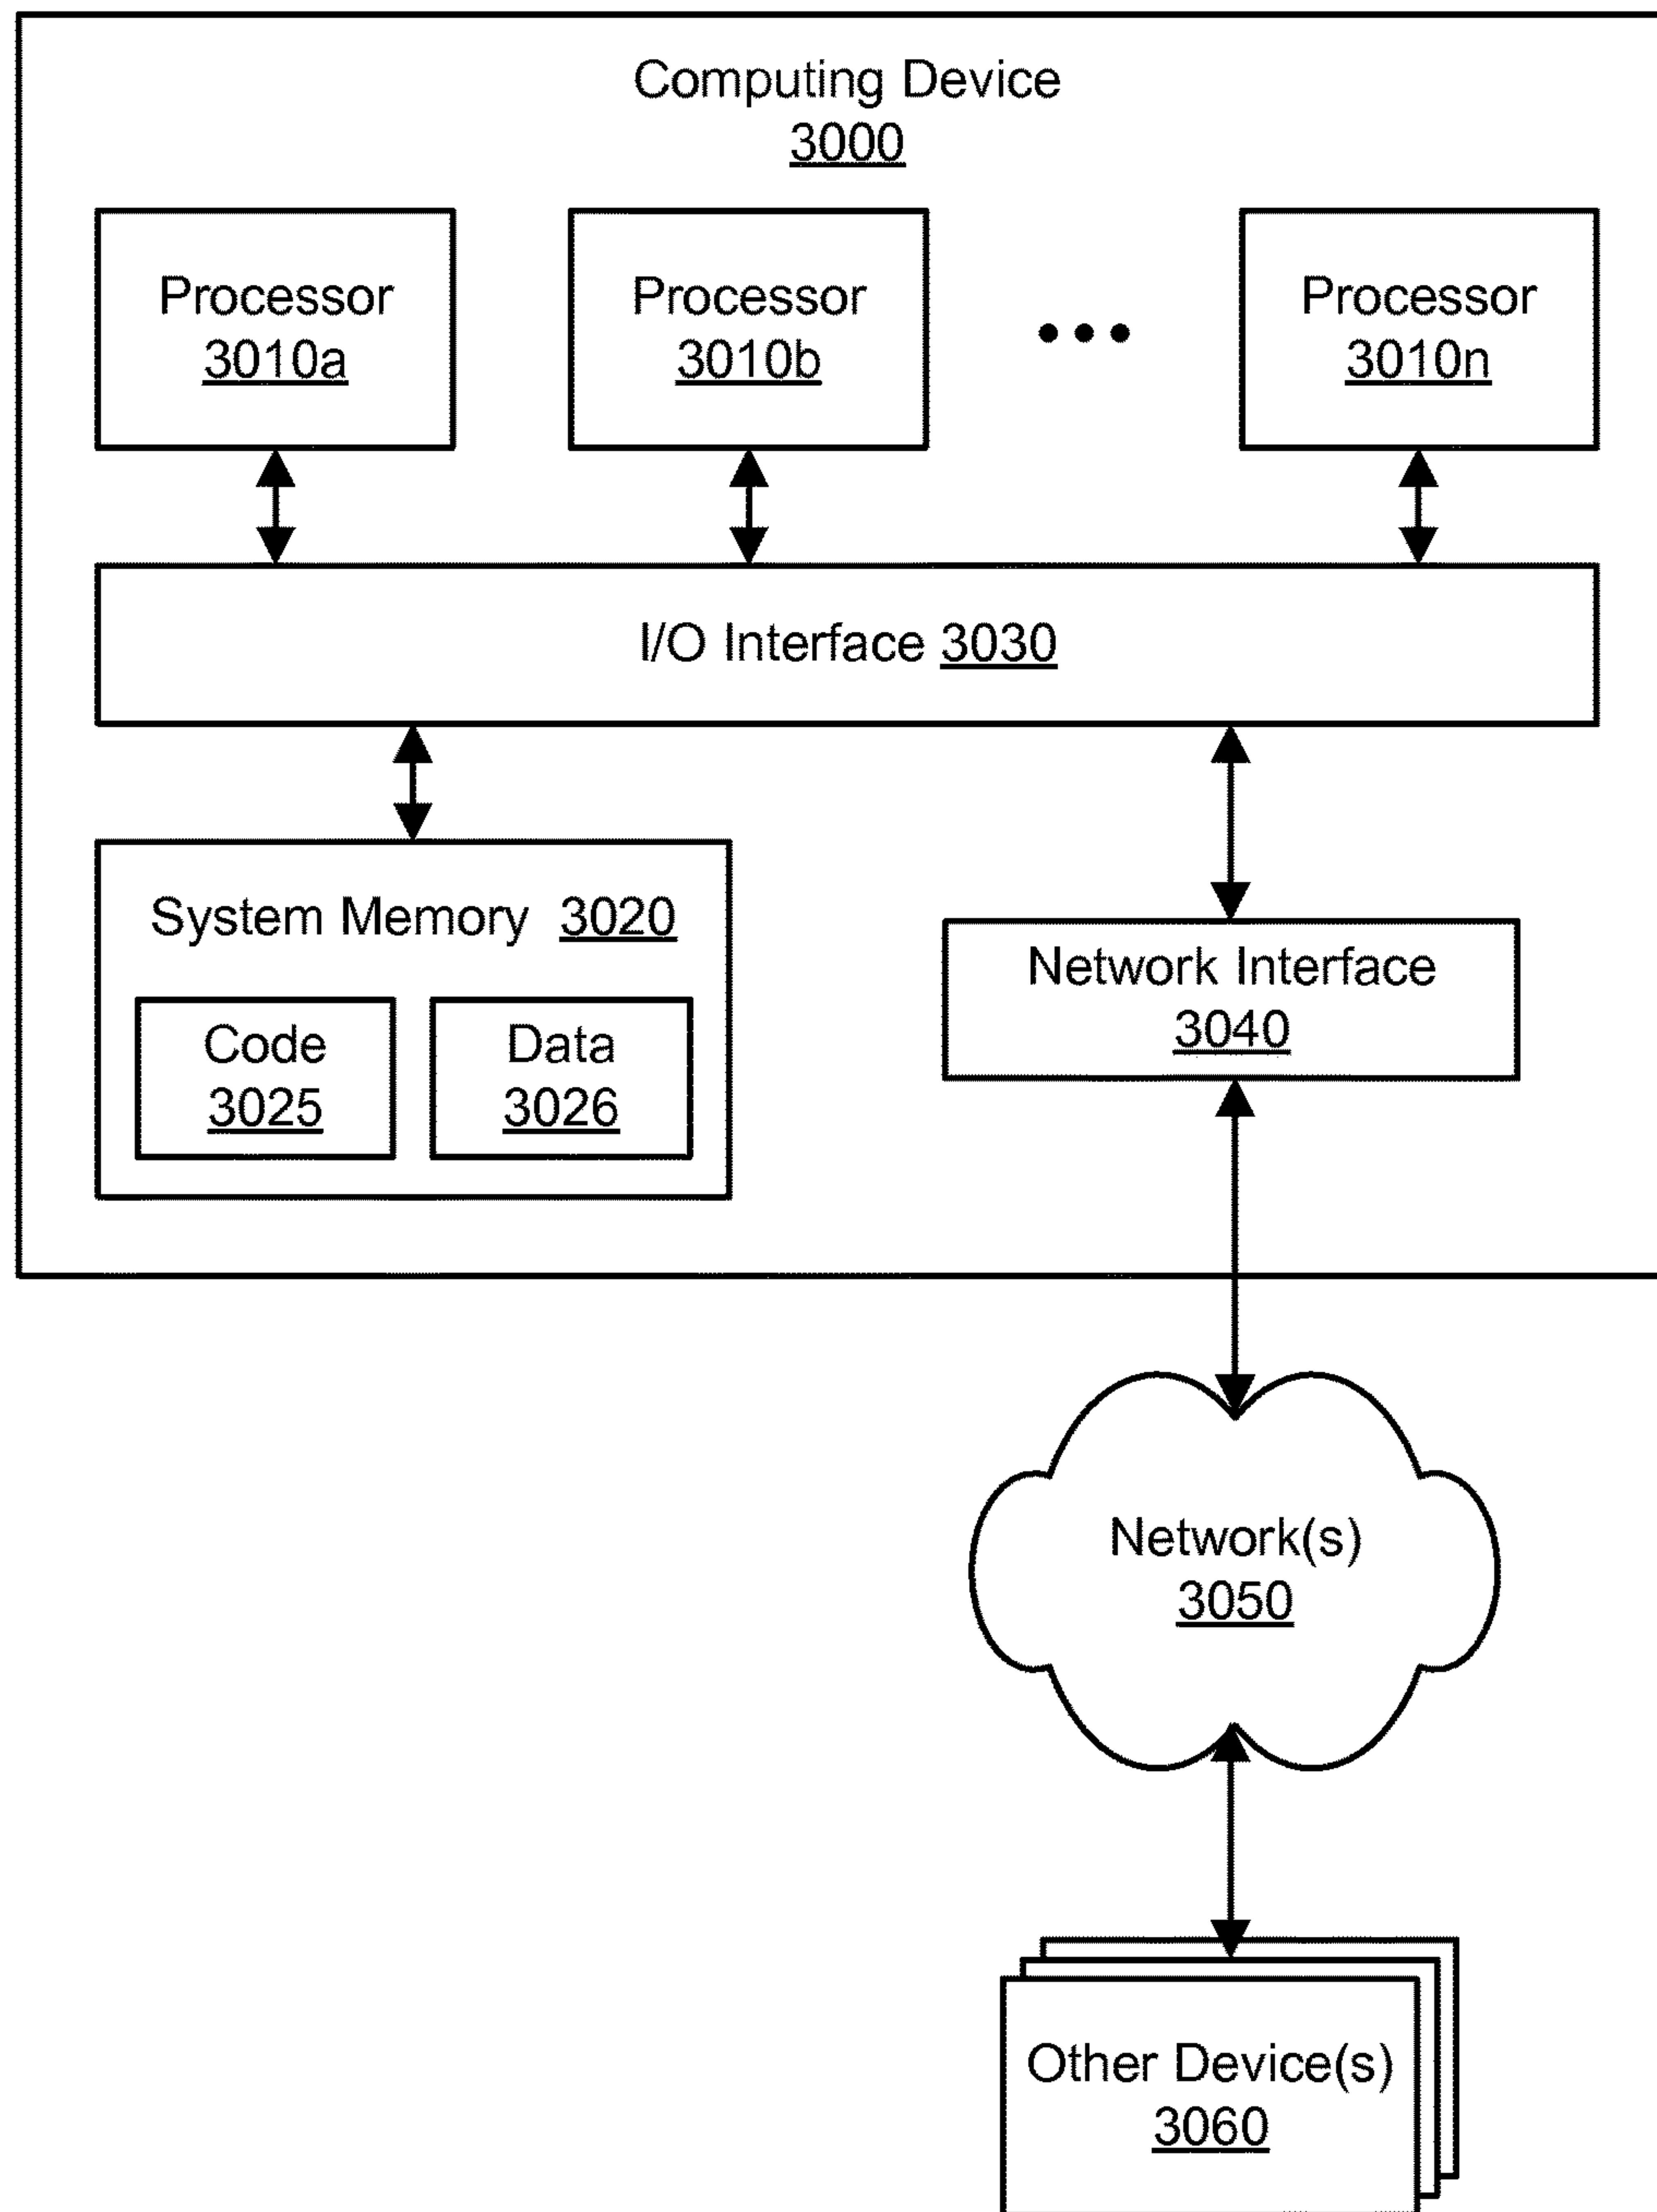 Computing Device
3000
Processor
3010a
Processor
3010b
Processor
3010n
I/O Interface 3030
System Memory 3020
Code
3025
Data
3026
Network Interface
3040
Network(s)
3050
Other Device(s)
3060